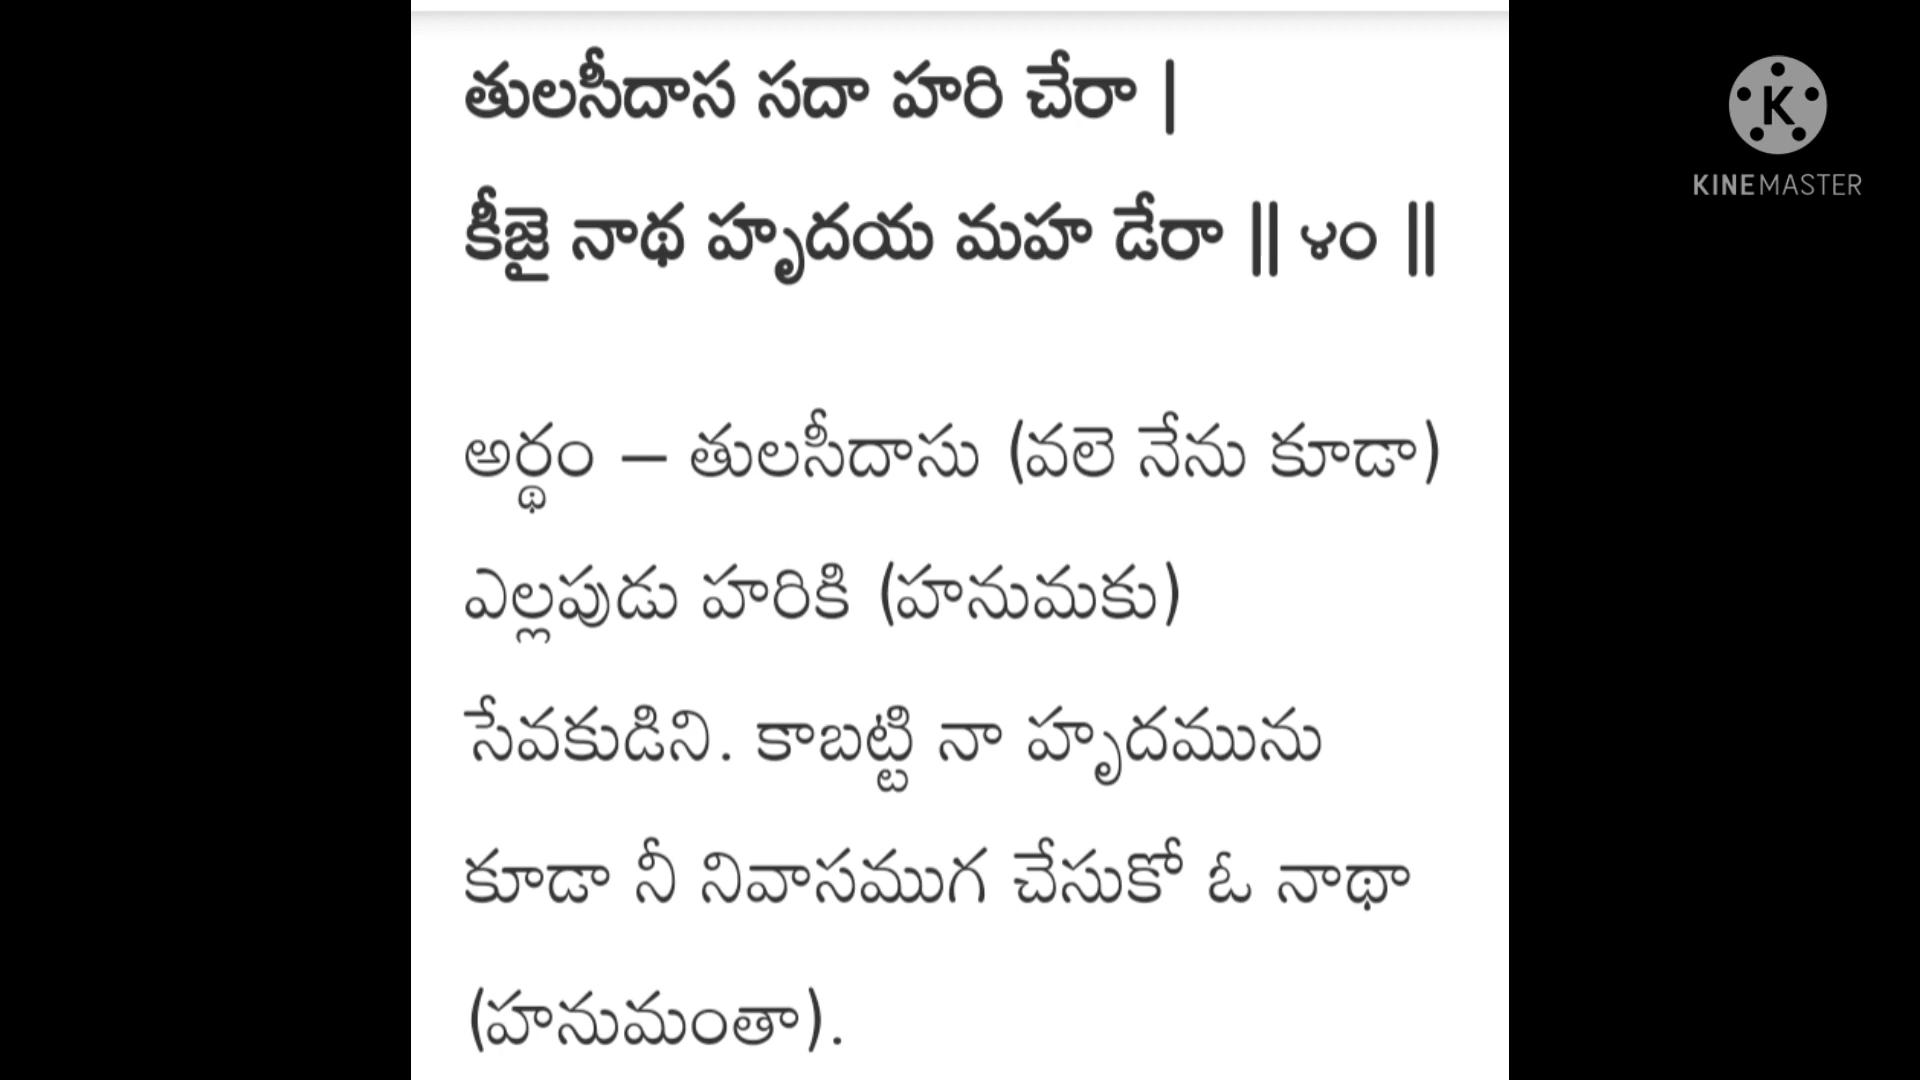 తులసీదాస సదా హరి చేరా |
కీజై నాథ హృదయ మహ డేరా || ౪౦ ||
అర్థం – తులసీదాసు (వలె నేను కూడా)
ఎల్లపుడు హరికి (హనుమకు)
సేవకుడిని. కాబట్టి నా హృదమును
కూడా నీ నివాసముగ చేసుకో ఓ నాథా
(హనుమంతా).
K
KINEMASTER